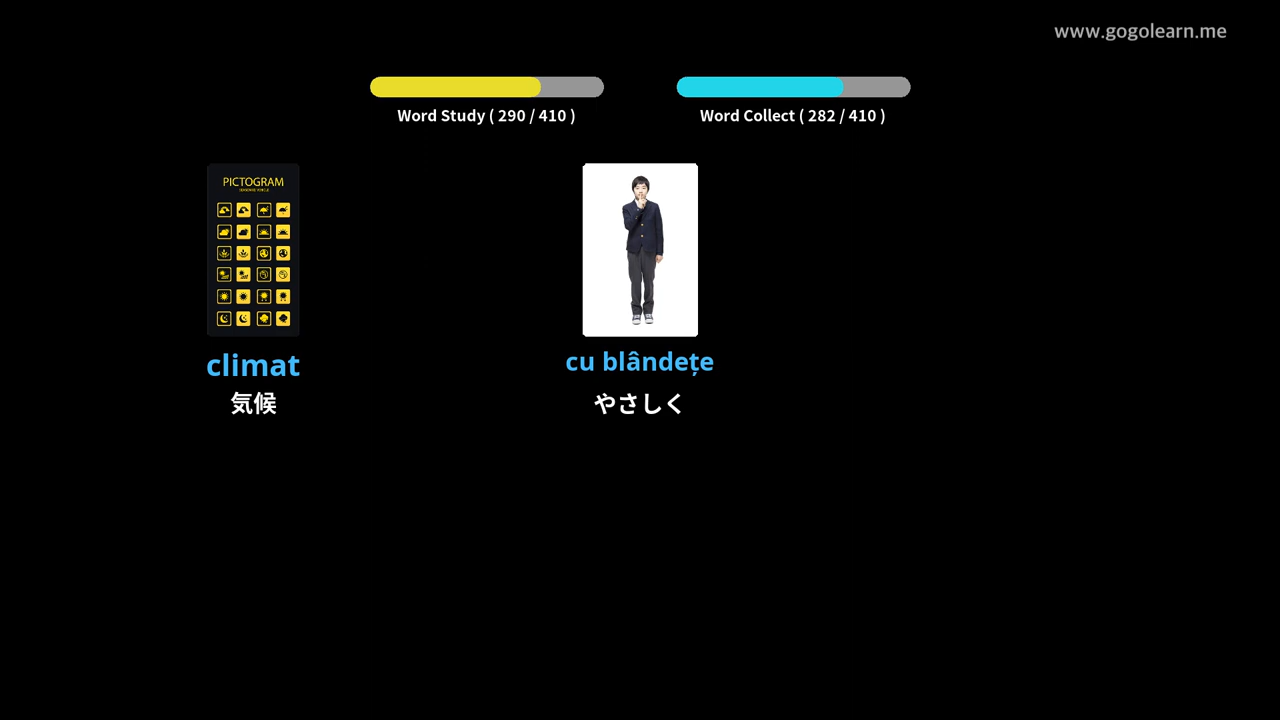 www.gogolearn.me
Word Study ( 290 / 410 )
Word Collect ( 282 / 410 )
PICTOGRAM
climat
気候
cu blândețe
やさしく